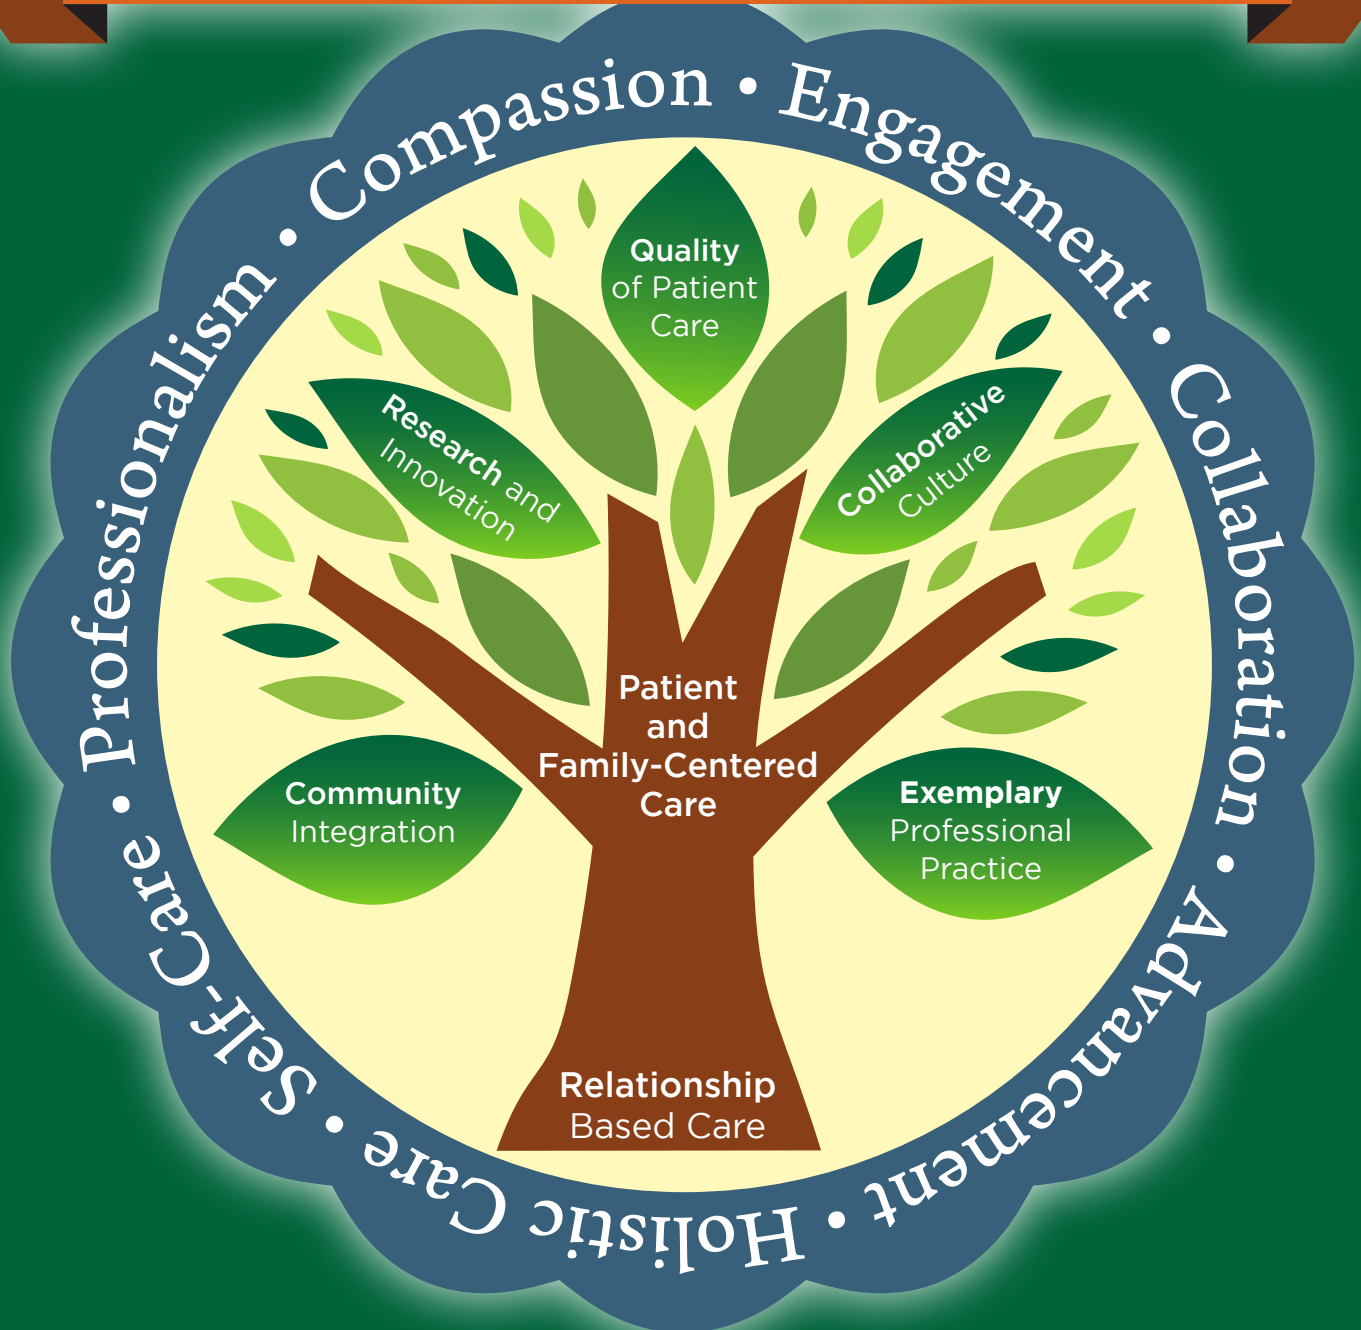 Professionalism • Compassion • Engagement • Collaboration • Advancement • Holistic Care • Self-Care •
Quality
of Patient
Care
Research and
Innovation
Collaborative
Culture
Patient
and
Family-Centered
Care
Community
Integration
Exemplary
Professional
Practice
Relationship
Based Care